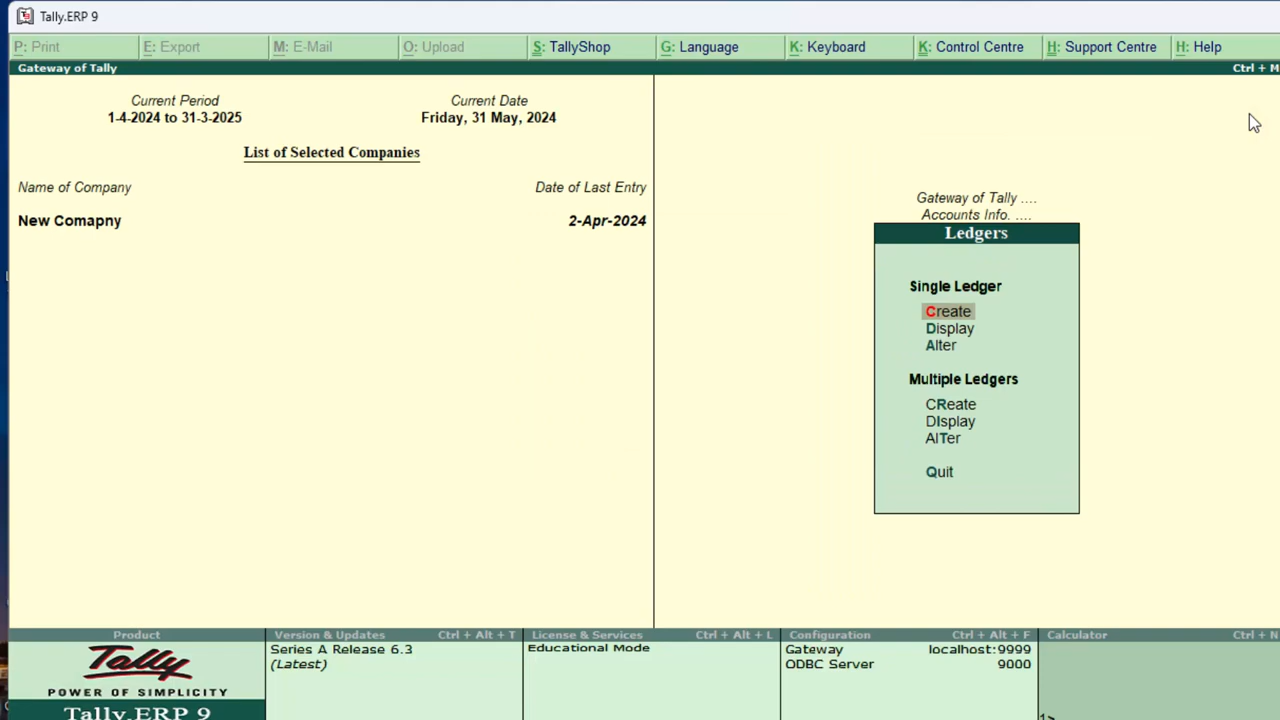 Tally.ERP 9
P: Print E: Export M: E-Mail O: Upload S: TallyShop G: Language K: Keyboard K: Control Centre H: Support Centre H: Help
Gateway of Tally Ctrl + M
Current Period Current Date
1-4-2024 to 31-3-2025 Friday, 31 May, 2024
List of Selected Companies
Name of Company Date of Last Entry
New Comapny 2-Apr-2024
Gateway of Tally ....
Accounts Info. ....
Ledgers
Single Ledger
Create
Display
Alter
Multiple Ledgers
CReate
DIsplay
AlTer
Quit
Product Version & Updates Ctrl + Alt + T License & Services Ctrl + Alt + L Configuration Ctrl + Alt + F Calculator Ctrl + N
Tally
POWER OF SIMPLICITY
Tally.ERP 9
Series A Release 6.3
(Latest)
Educational Mode
Gateway localhost:9999
ODBC Server 9000
1>